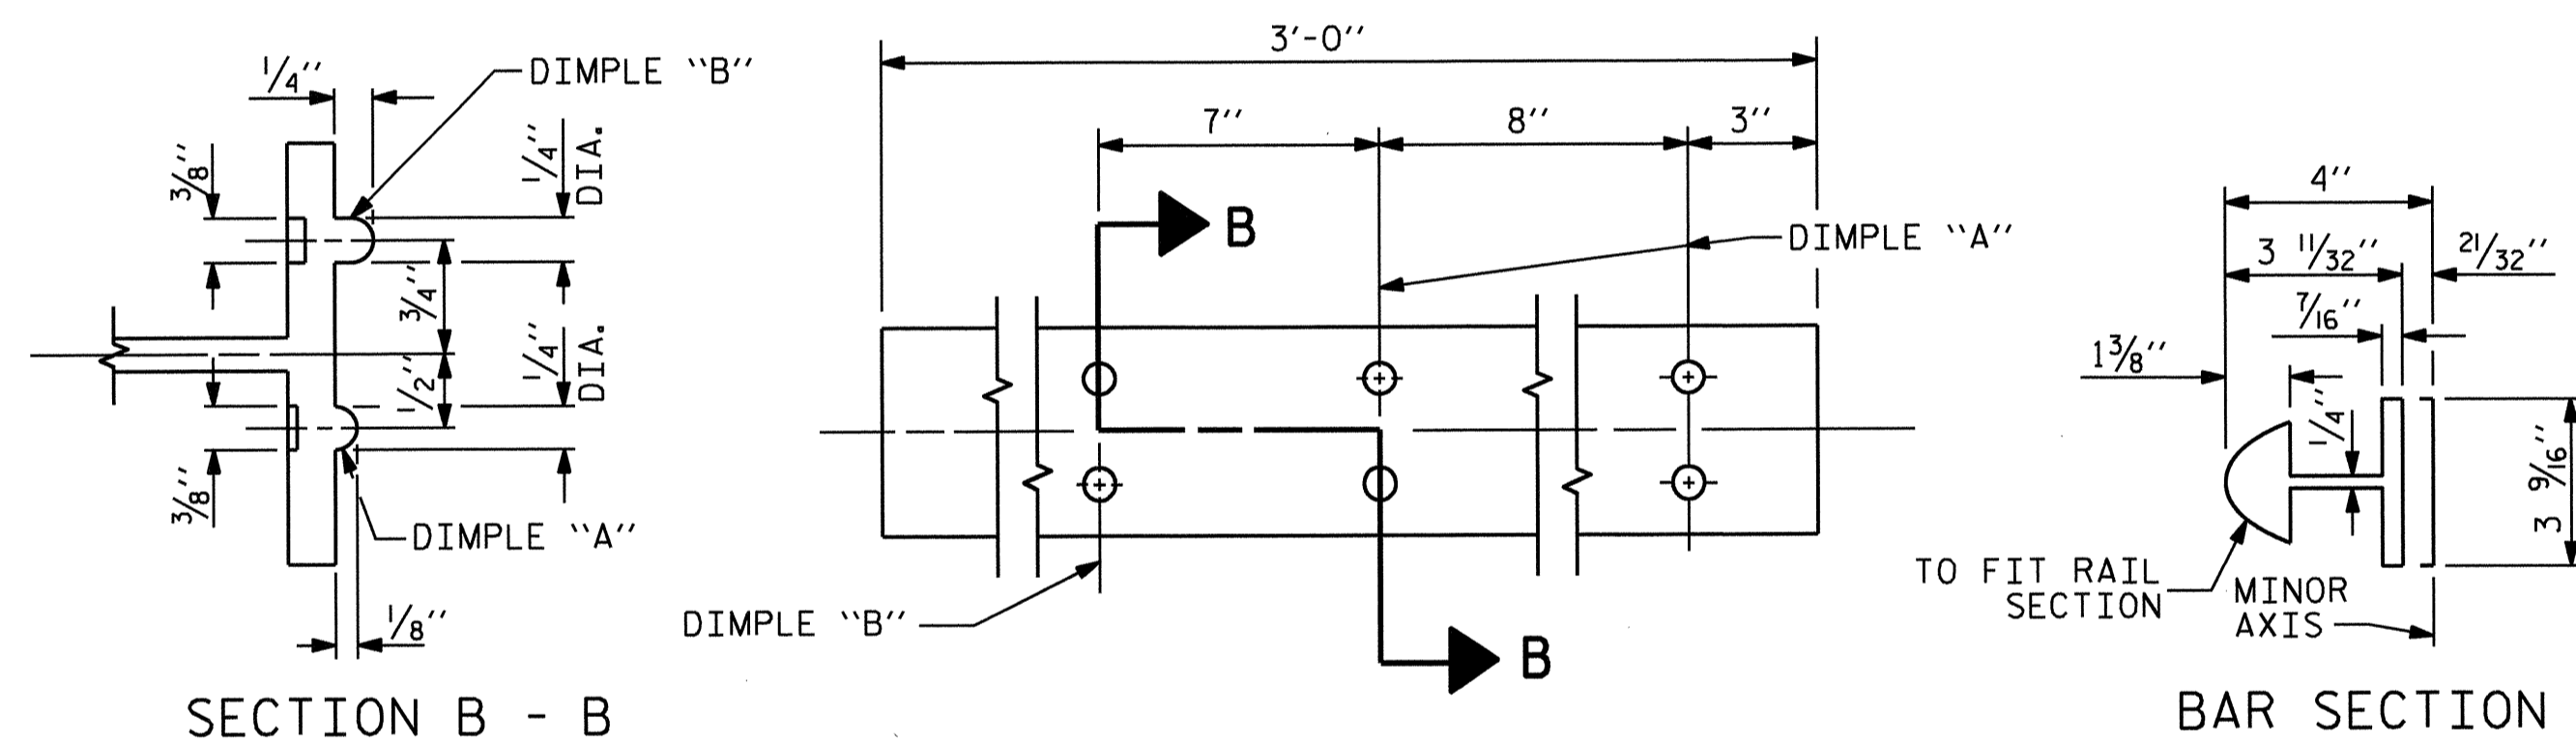 1/4"
DIMPLE "B"
3/8"
1/4" DIA.
3/4"
1/2"
1/4" DIA.
3/8"
DIMPLE "A"
1/8"
SECTION B - B
3'-0"
7"
8"
3"
B
DIMPLE "A"
DIMPLE "B"
B
4"
3 11/32"
21/32"
7/16"
1 3/8"
1/4"
3 9/16"
TO FIT RAIL
SECTION
MINOR
AXIS
BAR SECTION